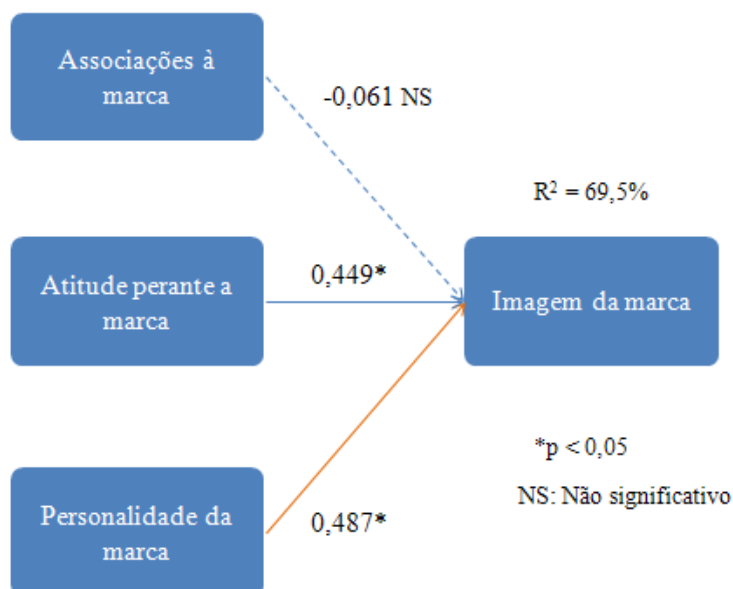 Associações à
marca
-0,061 NS
R² = 69,5%
Atitude perante a
marca
0,449*
Imagem da marca
*p < 0,05
NS: Não significativo
Personalidade da
marca
0,487*